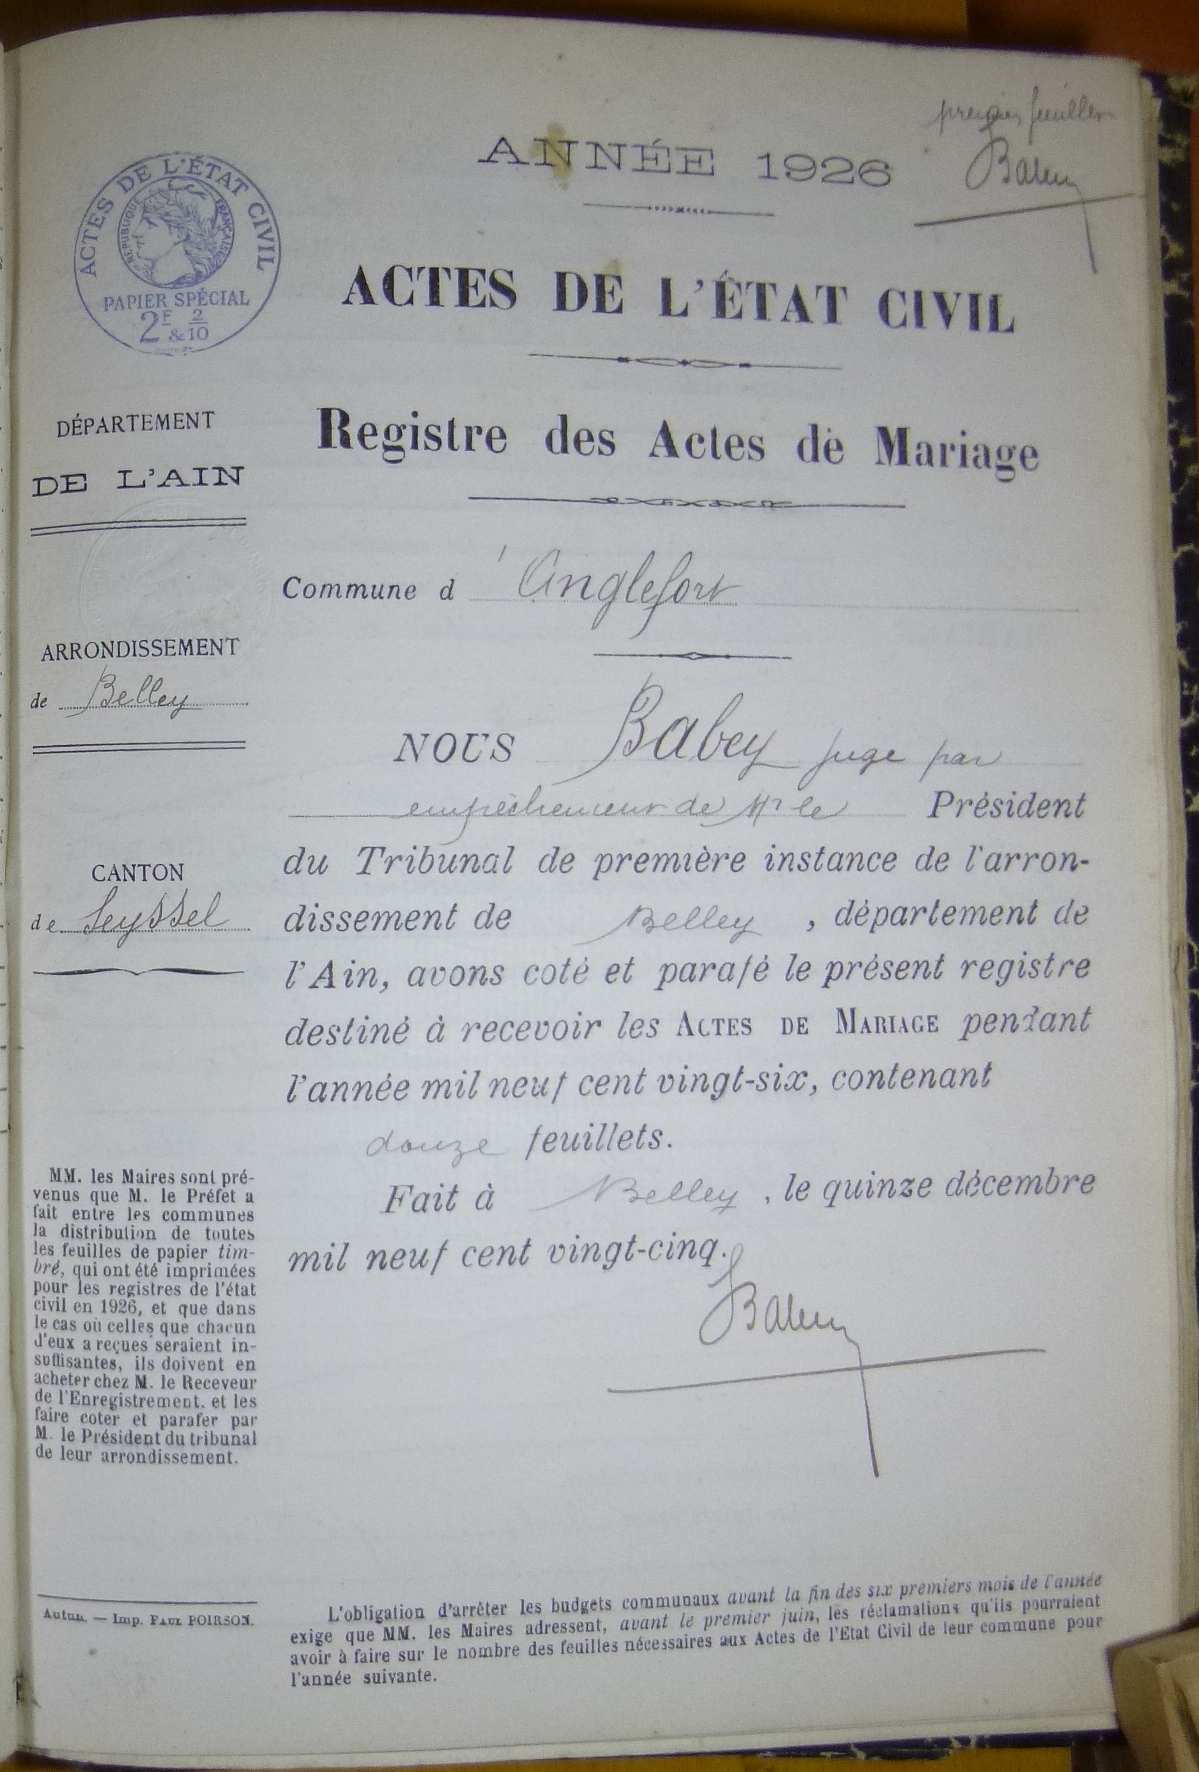 premier feuillet
Babey
ANNÉE 1926
ACTES DE L'ÉTAT CIVIL
RÉPUBLIQUE FRANÇAISE
PAPIER SPÉCIAL
2F & 2/10
ACTES DE L'ÉTAT CIVIL
Registre des Actes de Mariage
DÉPARTEMENT
DE L'AIN
ARRONDISSEMENT
de Belley
CANTON
de Seyssel
MM. les Maires sont pré-
venus que M. le Préfet a
fait entre les communes
la distribution de toutes
les feuilles de papier tim-
bré, qui ont été imprimées
pour les registres de l'état
civil en 1926, et que dans
le cas où celles que chacun
d'eux a reçues seraient in-
suffisantes, ils doivent en
acheter chez M. le Receveur
de l'Enregistrement. et les
faire coter et parafer par
M. le Président du tribunal
de leur arrondissement.
Autun. — Imp. PAUL POIRSON.
Commune d'Anglefort
NOUS Babey juge par
empêchement de Mr le Président
du Tribunal de première instance de l'arron-
dissement de Belley, département de
l'Ain, avons coté et parafé le présent registre
destiné à recevoir les ACTES DE MARIAGE pendant
l'année mil neuf cent vingt-six, contenant
douze feuillets.
Fait à Belley, le quinze décembre
mil neuf cent vingt-cinq.
Babey
L'obligation d'arrêter les budgets communaux avant la fin des six premiers mois de l'année
exige que MM. les Maires adressent, avant le premier juin, les réclamations qu'ils pourraient
avoir à faire sur le nombre des feuilles nécessaires aux Actes de l'Etat Civil de leur commune pour
l'année suivante.